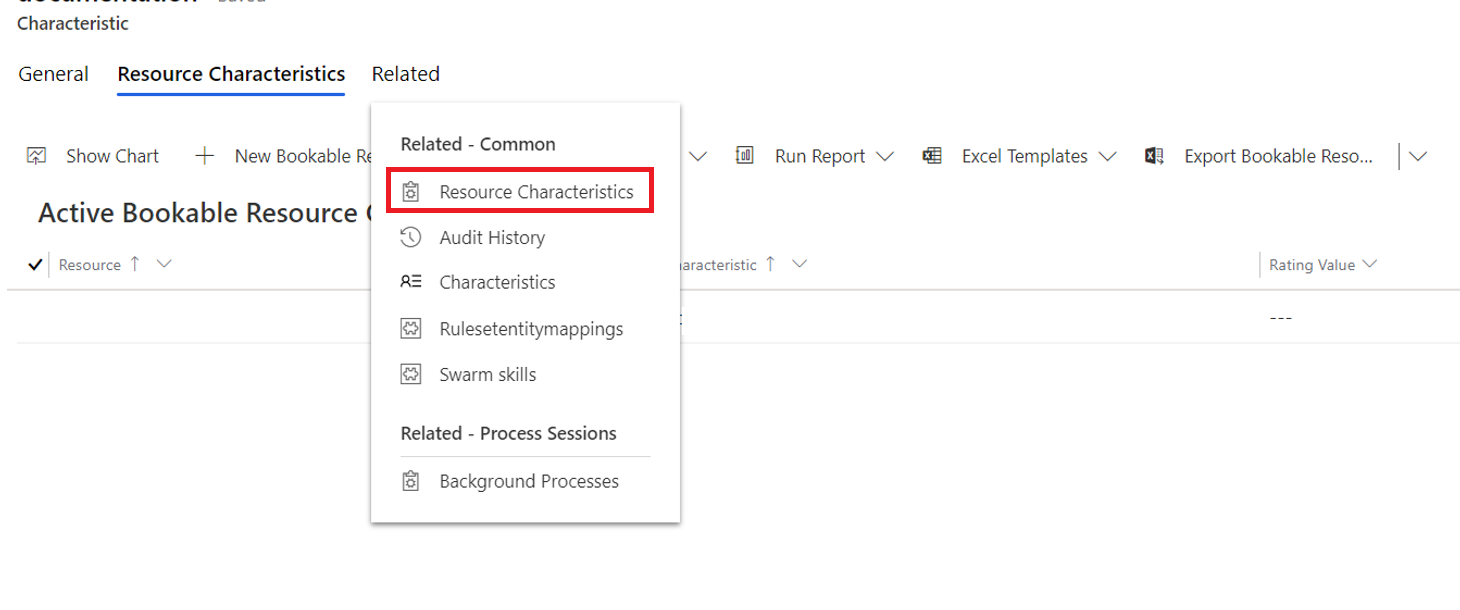 documentation - Saved
Characteristic
General Resource Characteristics Related
Show Chart New Bookable Re Run Report Excel Templates Export Bookable Reso...
Active Bookable Resource
Resource Rating Value
---
Related - Common
Resource Characteristics
Audit History
Characteristics
Rulesetentitymappings
Swarm skills
Related - Process Sessions
Background Processes